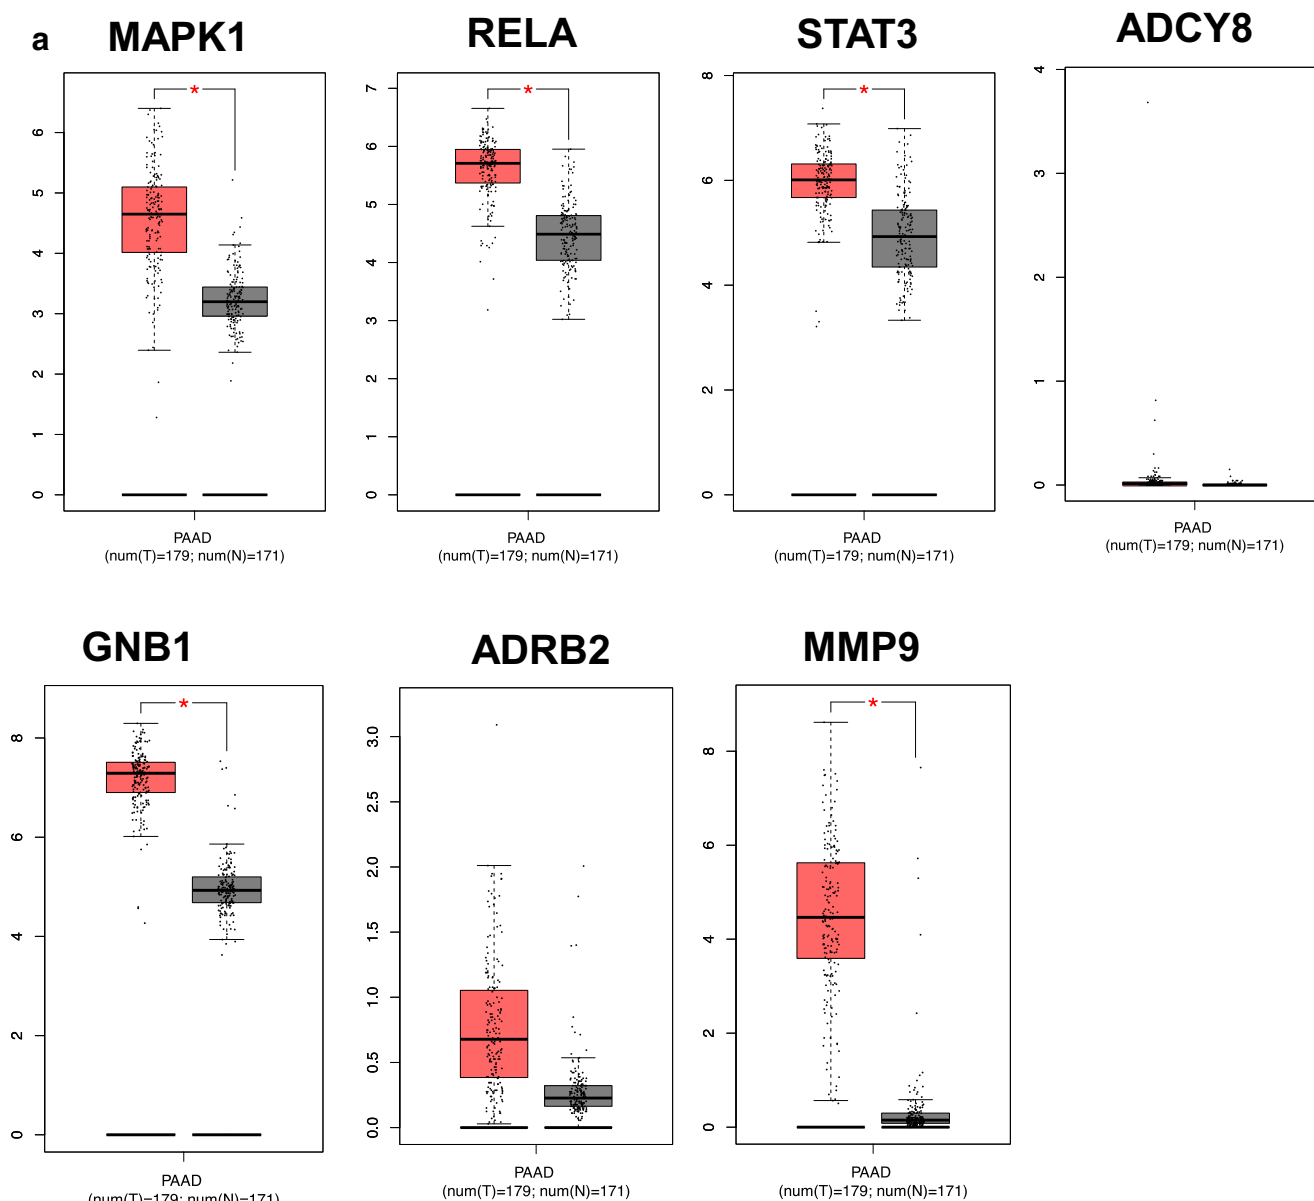 a
MAPK1
RELA
STAT3
ADCY8
*
*
*
6
5
4
3
2
1
0
7
6
5
4
3
2
1
0
8
6
4
2
0
4
3
2
1
0
PAAD
(num(T)=179; num(N)=171)
PAAD
(num(T)=179; num(N)=171)
PAAD
(num(T)=179; num(N)=171)
PAAD
(num(T)=179; num(N)=171)
GNB1
ADRB2
MMP9
*
*
8
6
4
2
0
3.0
2.5
2.0
1.5
1.0
0.5
0.0
8
6
4
2
0
PAAD
(num(T)=179; num(N)=171)
PAAD
(num(T)=179; num(N)=171)
PAAD
(num(T)=179; num(N)=171)